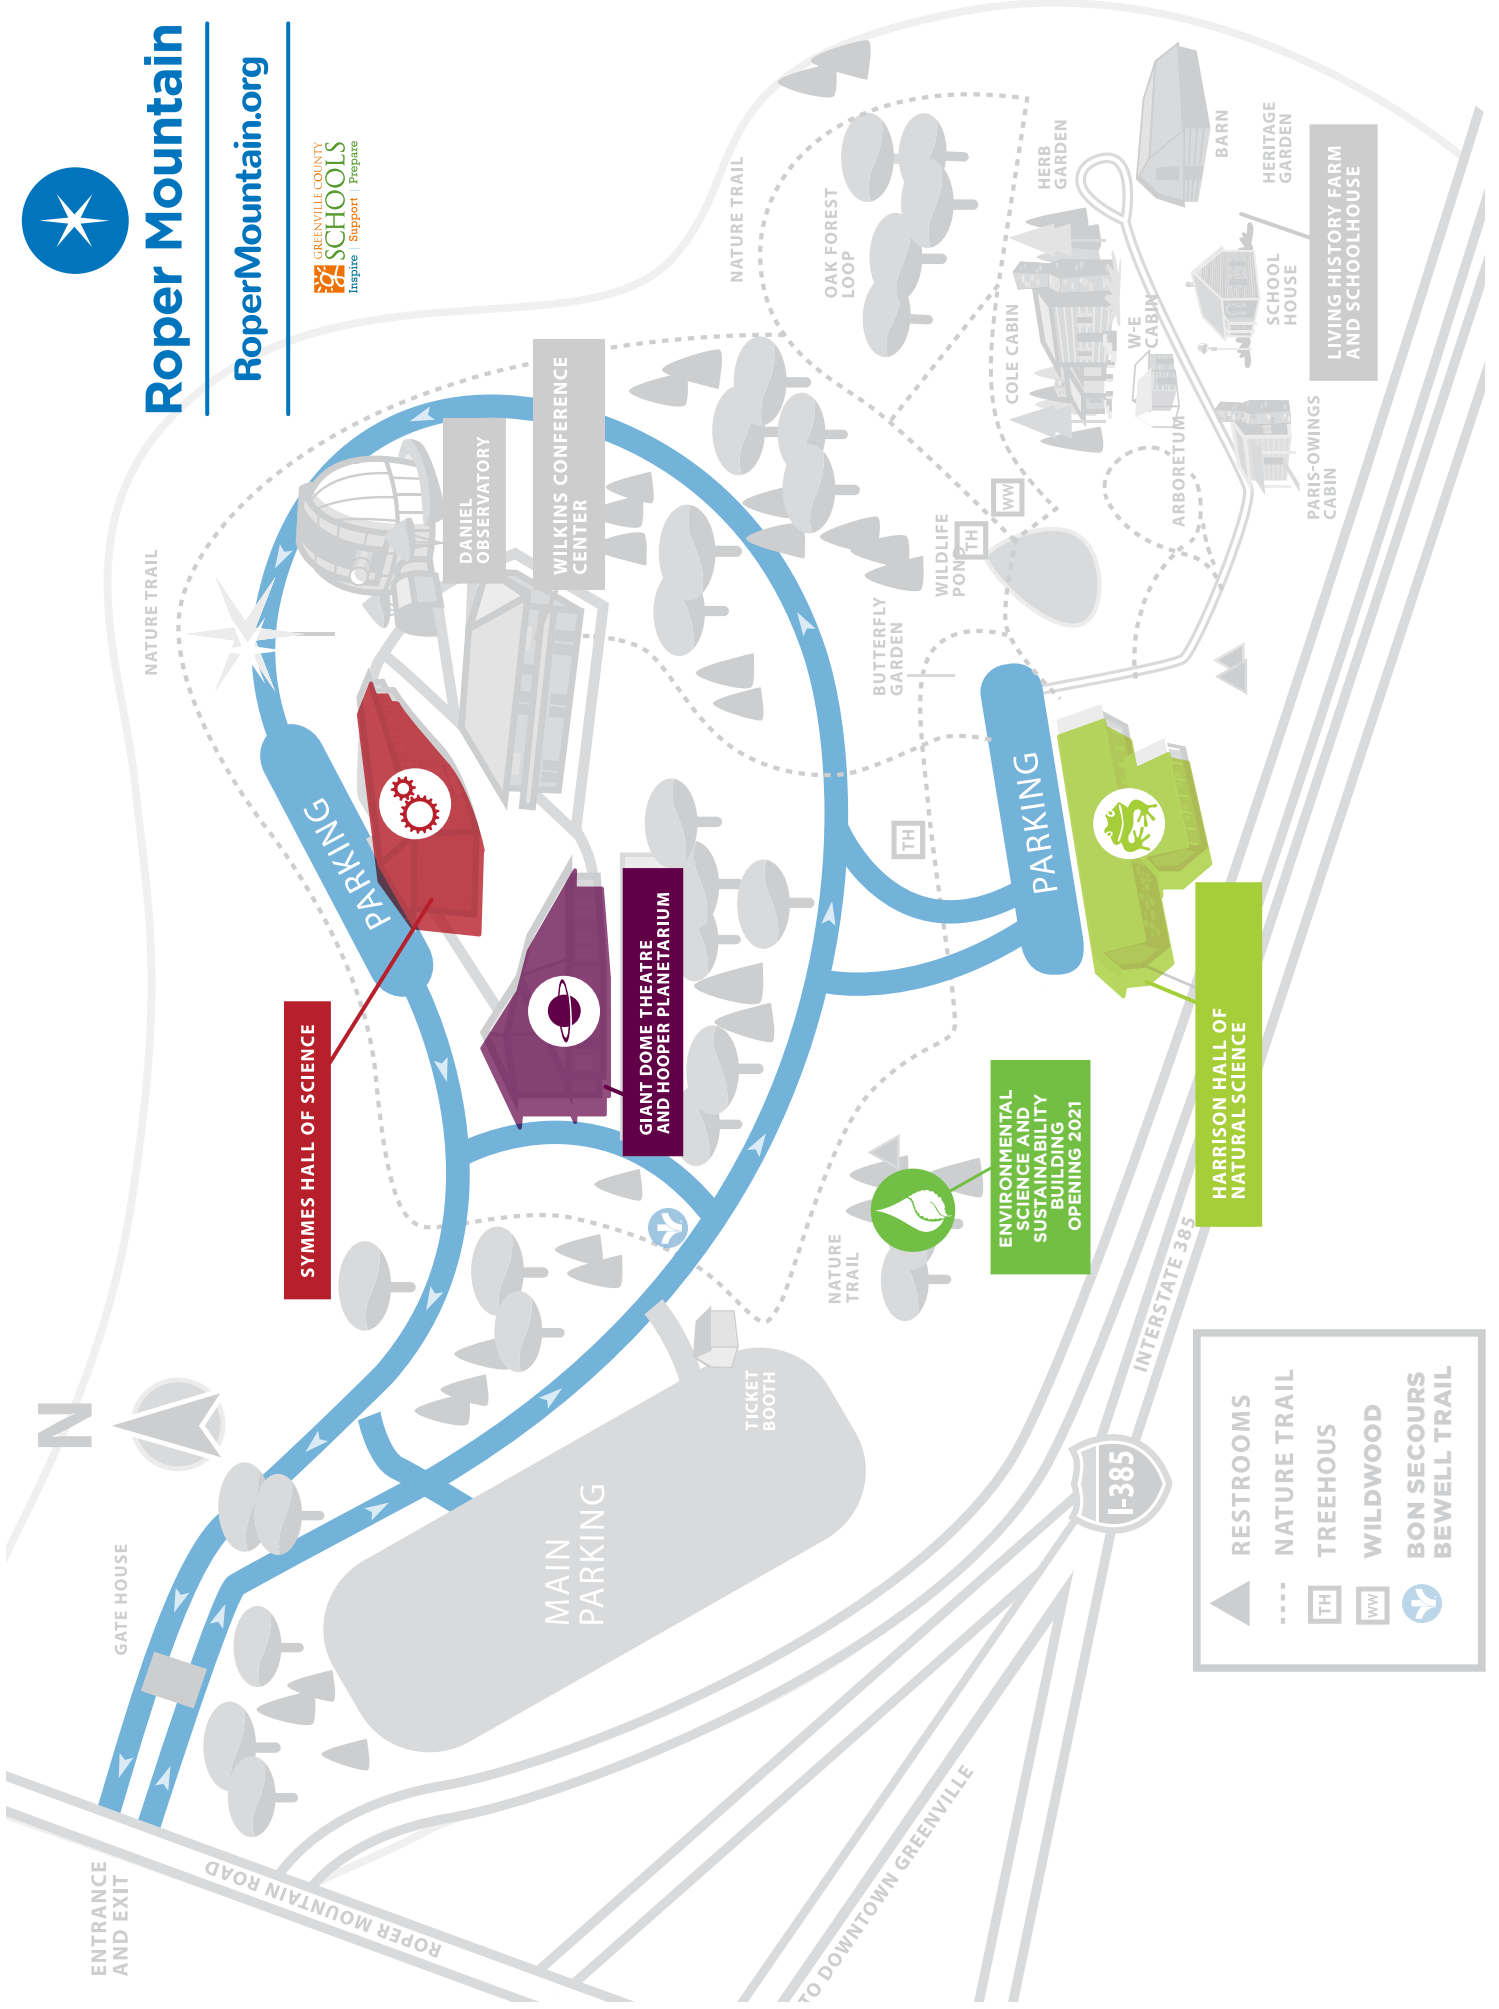 Roper Mountain
RoperMountain.org
GREENVILLE COUNTY
SCHOOLS
Inspire | Support | Prepare
N
NATURE TRAIL
NATURE TRAIL
GATE HOUSE
ENTRANCE
AND EXIT
ROPER MOUNTAIN ROAD
PARKING
SYMMES HALL OF SCIENCE
DANIEL
OBSERVATORY
WILKINS CONFERENCE
CENTER
GIANT DOME THEATRE
AND HOOPER PLANETARIUM
MAIN
PARKING
TICKET
BOOTH
OAK FOREST
LOOP
NATURE
TRAIL
BUTTERFLY
GARDEN
WILDLIFE
POND
TH
TH
WW
COLE CABIN
HERB
GARDEN
W-E
CABIN
ARBORETUM
BARN
HERITAGE
GARDEN
SCHOOL
HOUSE
PARIS-OWINGS
CABIN
LIVING HISTORY FARM
AND SCHOOLHOUSE
PARKING
ENVIRONMENTAL
SCIENCE AND
SUSTAINABILITY
BUILDING
OPENING 2021
HARRISON HALL OF
NATURAL SCIENCE
INTERSTATE 385
I-385
TO DOWNTOWN GREENVILLE
RESTROOMS
NATURE TRAIL
TH
TREEHOUS
WW
WILDWOOD
BON SECOURS
BEWELL TRAIL